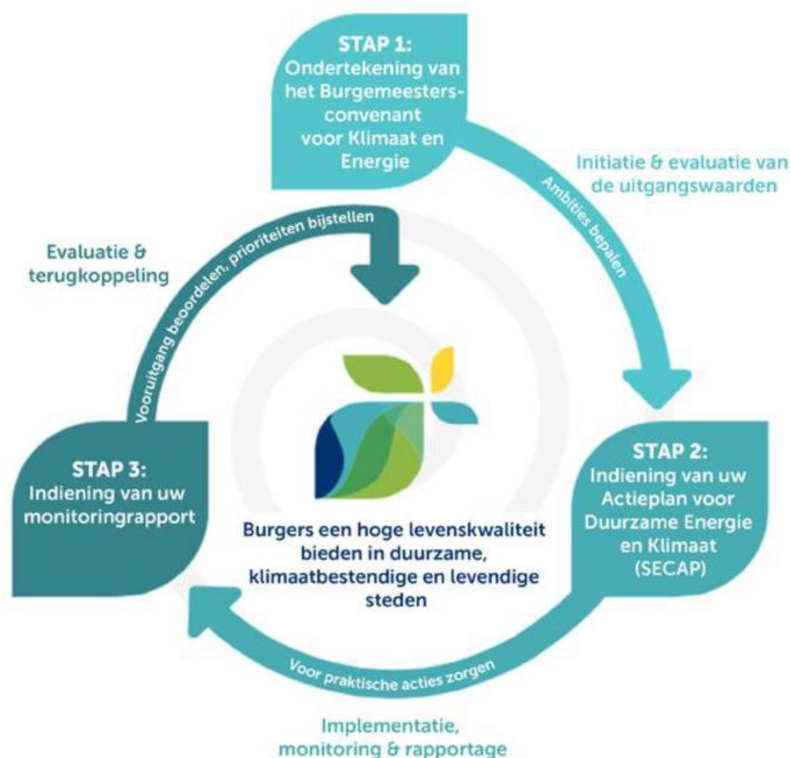 STAP 1:
Ondertekening van
het Burgemeesters-
convenant
voor Klimaat en
Energie
Ambities bepalen
Initiatie & evaluatie van
de uitgangswaarden
STAP 2:
Indiening van uw
Actieplan voor
Duurzame Energie
en Klimaat
(SECAP)
Voor praktische acties zorgen
Implementatie,
monitoring & rapportage
STAP 3:
Indiening van uw
monitoringrapport
Vooruitgang beoordelen, prioriteiten bijstellen
Evaluatie &
terugkoppeling
Burgers een hoge levenskwaliteit
bieden in duurzame,
klimaatbestendige en levendige
steden